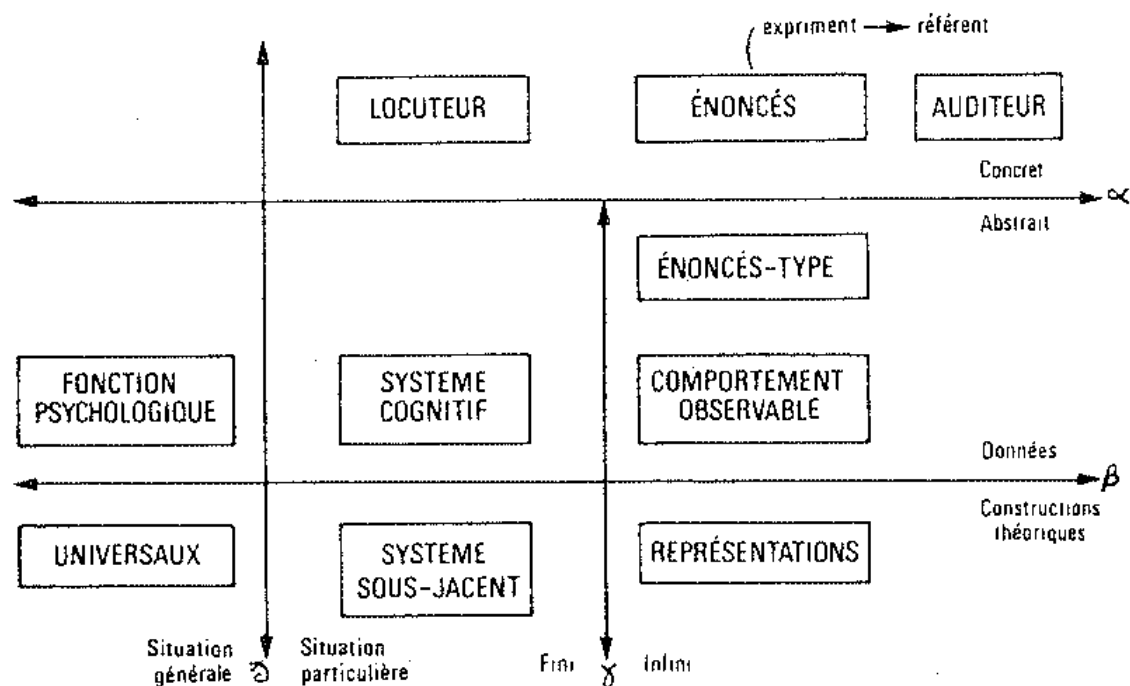 expriment référent
LOCUTEUR
ÉNONCÉS
AUDITEUR
Concret
α
Abstrait
ÉNONCÉS-TYPE
FONCTION
PSYCHOLOGIQUE
SYSTEME
COGNITIF
COMPORTEMENT
OBSERVABLE
Données
β
Constructions
théoriques
UNIVERSAUX
SYSTEME
SOUS-JACENT
REPRÉSENTATIONS
Situation
générale
Situation
particulière
Fini γ Infini